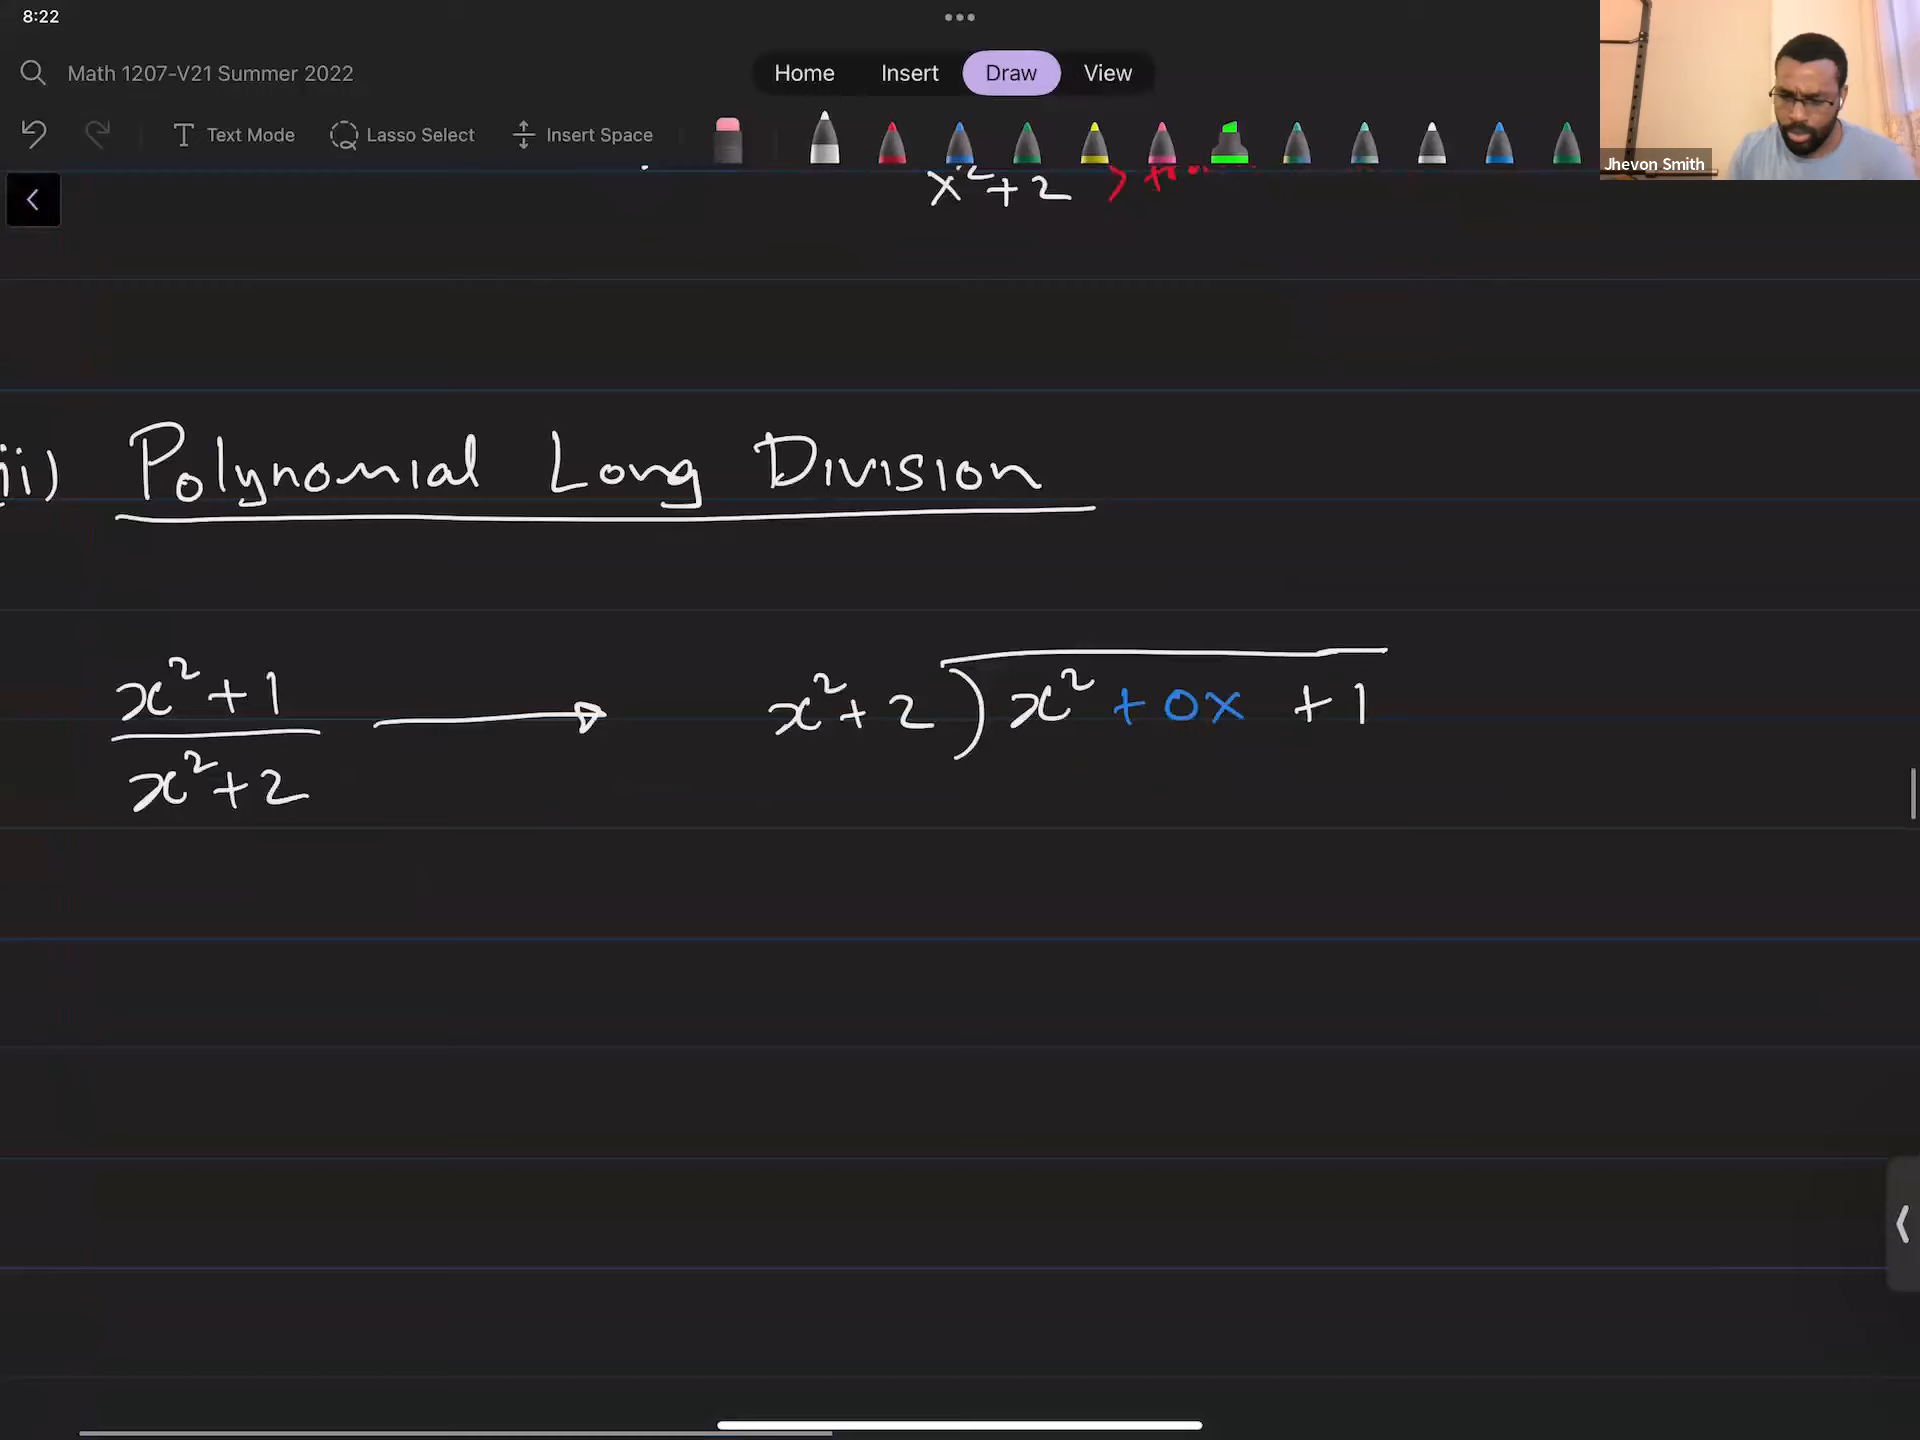 8:22
Math 1207-V21 Summer 2022
Home Insert Draw View
Text Mode Lasso Select Insert Space
Jhevon Smith
x²+2 >
ii) Polynomial Long Division
x²+1
x²+2
x²+2 ) x² +0x +1